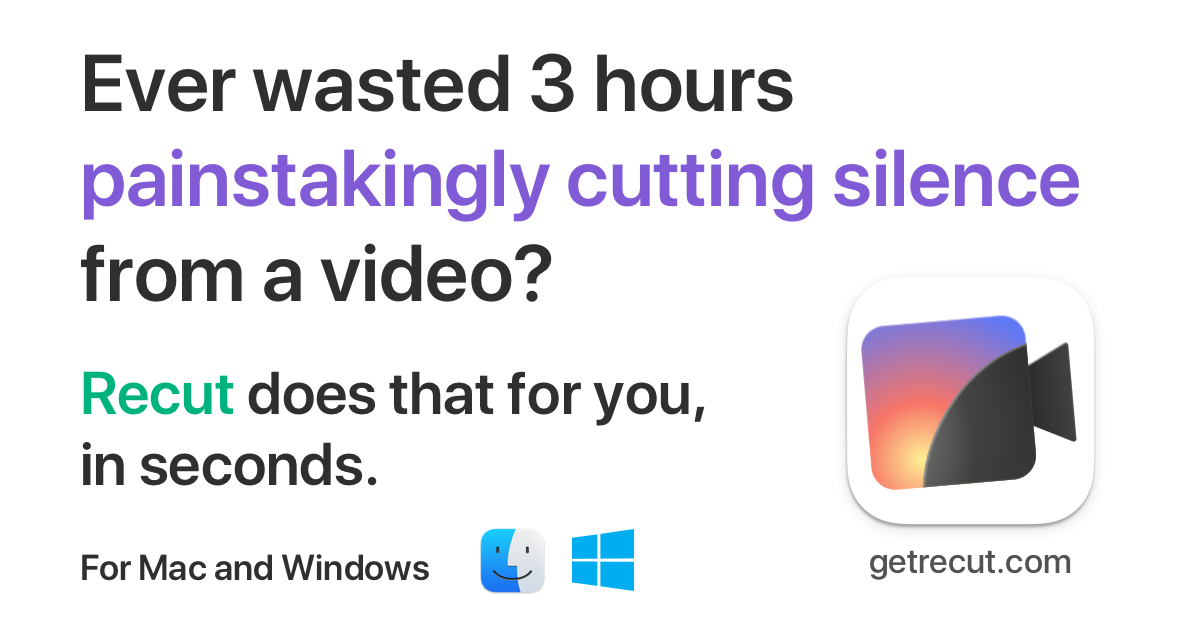 Ever wasted 3 hours
painstakingly cutting silence
from a video?
Recut does that for you,
in seconds.
For Mac and Windows
getrecut.com